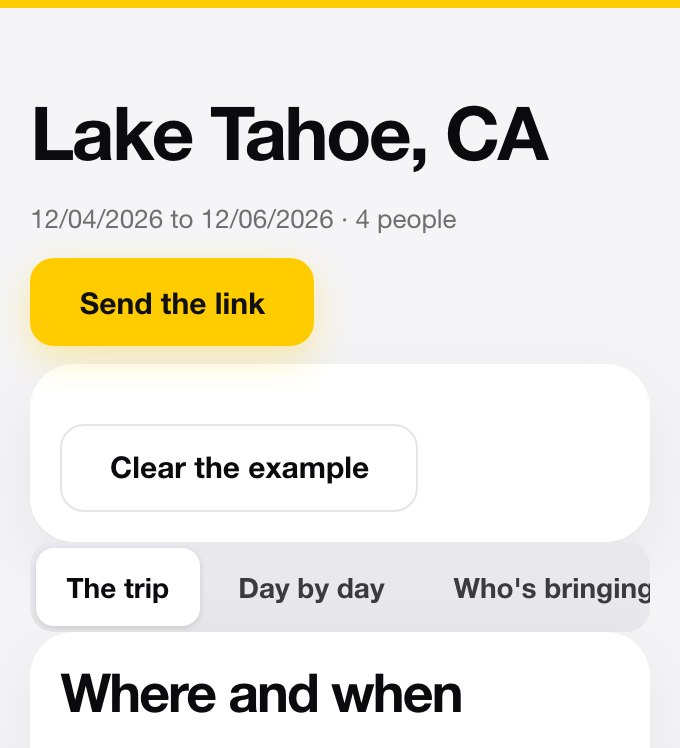 Lake Tahoe, CA
12/04/2026 to 12/06/2026 · 4 people
Send the link
Clear the example
The trip Day by day Who's bringing
Where and when